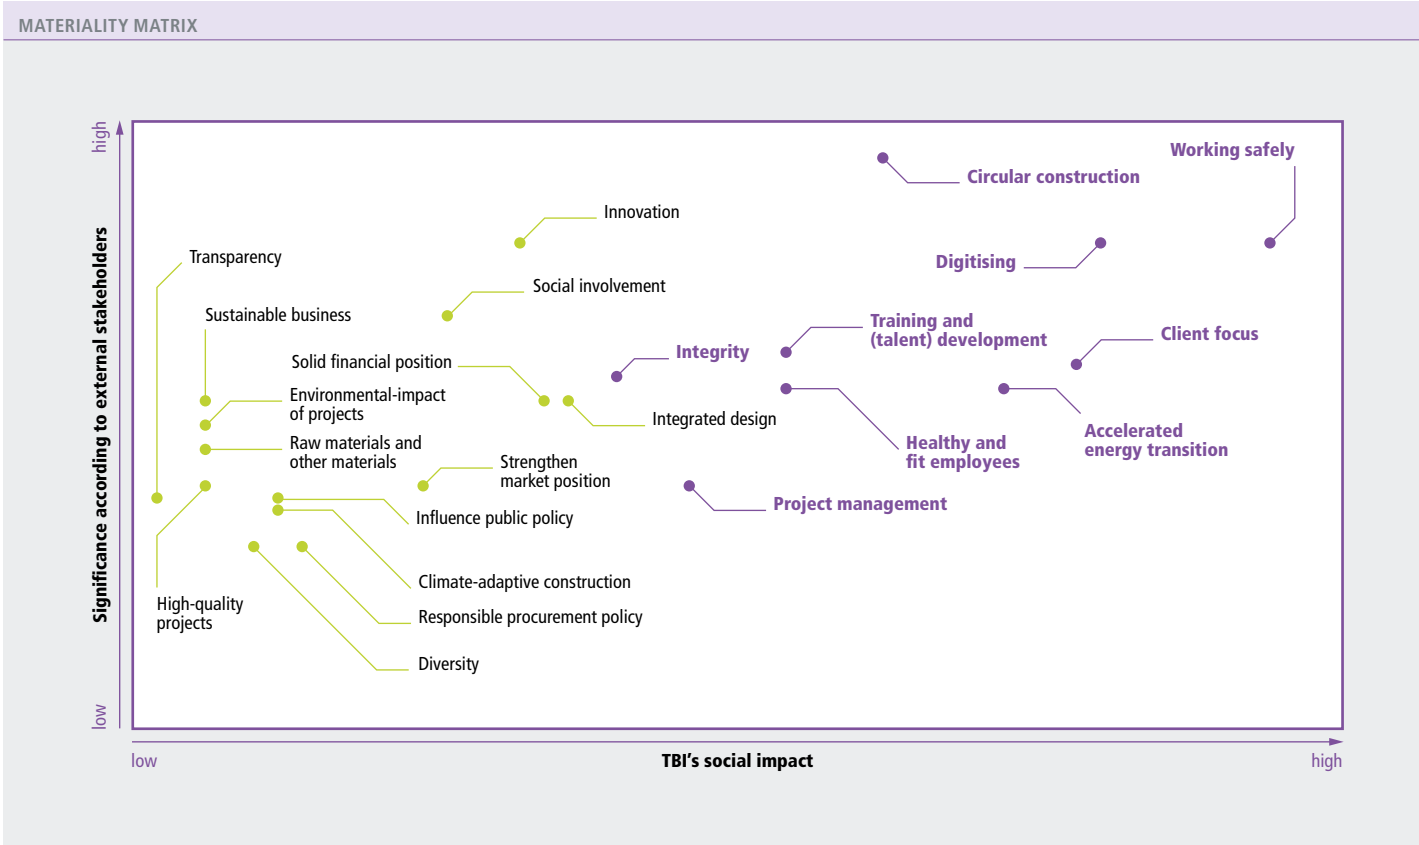 MATERIALITY MATRIX
high
Working safely
Circular construction
Innovation
Transparency
Digitising
Social involvement
Sustainable business
Training and
(talent) development
Client focus
Integrity
Solid financial position
Environmental-impact
of projects
Integrated design
Accelerated
energy transition
Raw materials and
other materials
Healthy and
fit employees
Strengthen
market position
Project management
Influence public policy
Climate-adaptive construction
High-quality
projects
Responsible procurement policy
Diversity
Significance according to external stakeholders
low
low
TBI's social impact
high